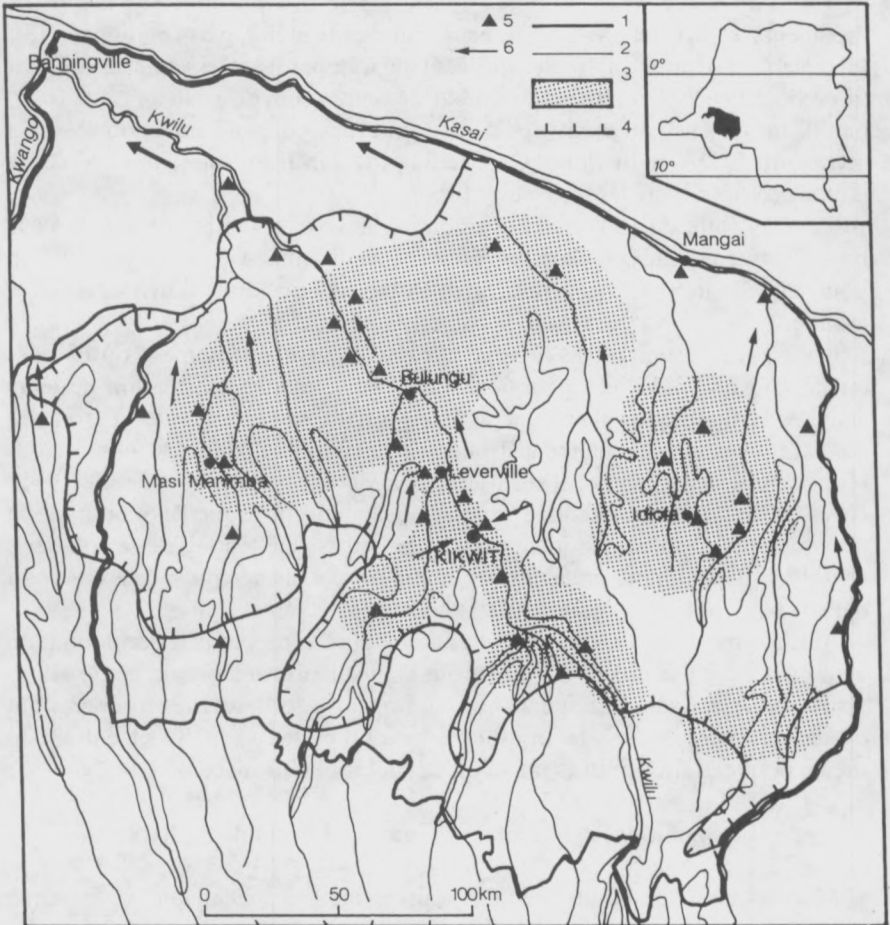 5 1
6 2
3
4
0°
10°
Banningville
Kwango
Kwilu
Kasai
Mangai
Bulungu
Masi Manimba
Leverville
Idiofa
KIKWIT
Kwilu
0 50 100km